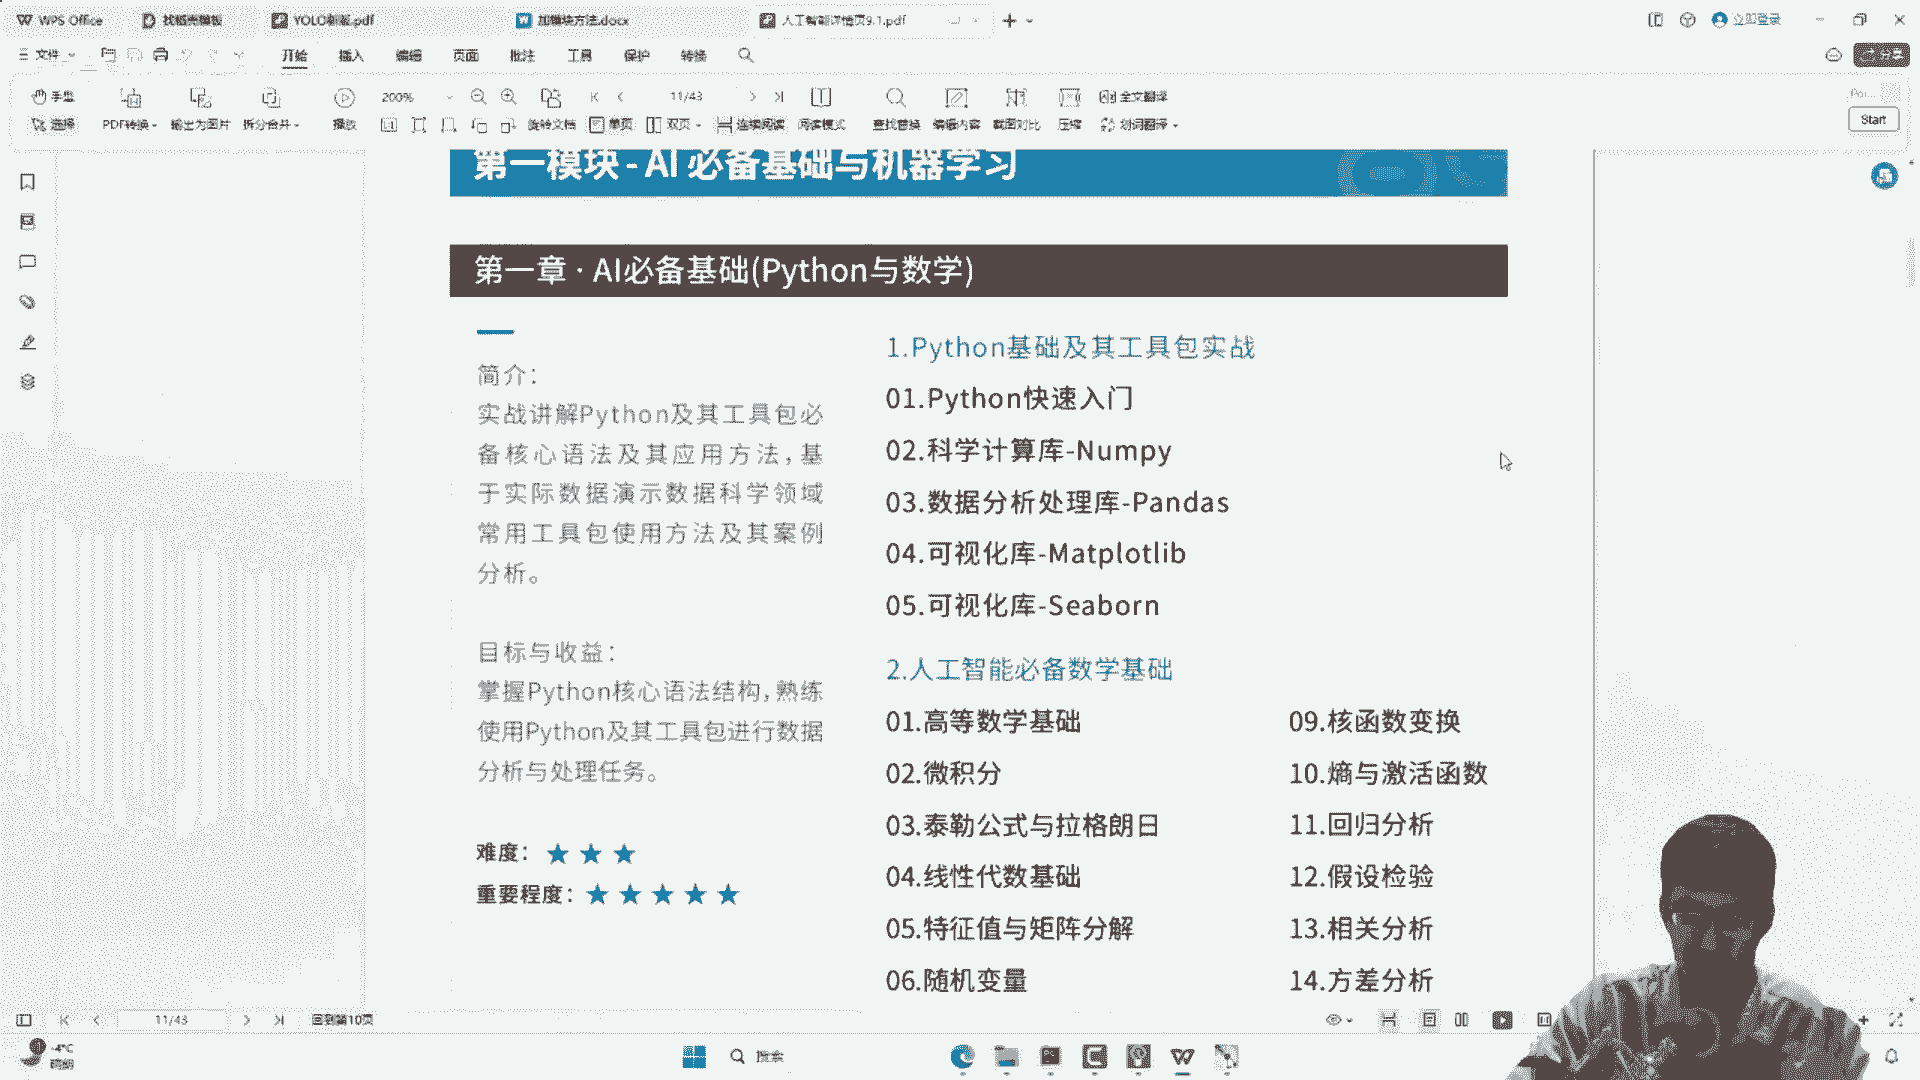 WPS Office
找稻壳模板
YOLO新版.pdf
加模块方法.docx
人工智能详情页9.1.pdf
立即登录
文件
开始
插入
编辑
页面
批注
工具
保护
转换
分享
手型
200%
11/43
全文翻译
选择
PDF转换
输出为图片
拆分合并
播放
旋转文档
单页
双页
连续阅读
阅读模式
查找替换
编辑内容
截图对比
压缩
划词翻译
Start
第一模块-AI 必备基础与机器学习
第一章 · AI必备基础(Python与数学)
简介：
实战讲解Python及其工具包必
备核心语法及其应用方法，基
于实际数据演示数据科学领域
常用工具包使用方法及其案例
分析。
目标与收益：
掌握Python核心语法结构，熟练
使用Python及其工具包进行数据
分析与处理任务。
难度：★ ★ ★
重要程度：★ ★ ★ ★ ★
1.Python基础及其工具包实战
01.Python快速入门
02.科学计算库-Numpy
03.数据分析处理库-Pandas
04.可视化库-Matplotlib
05.可视化库-Seaborn
2.人工智能必备数学基础
01.高等数学基础
02.微积分
03.泰勒公式与拉格朗日
04.线性代数基础
05.特征值与矩阵分解
06.随机变量
09.核函数变换
10.熵与激活函数
11.回归分析
12.假设检验
13.相关分析
14.方差分析
11/43
回到第10页
-4°C
晴朗
搜索